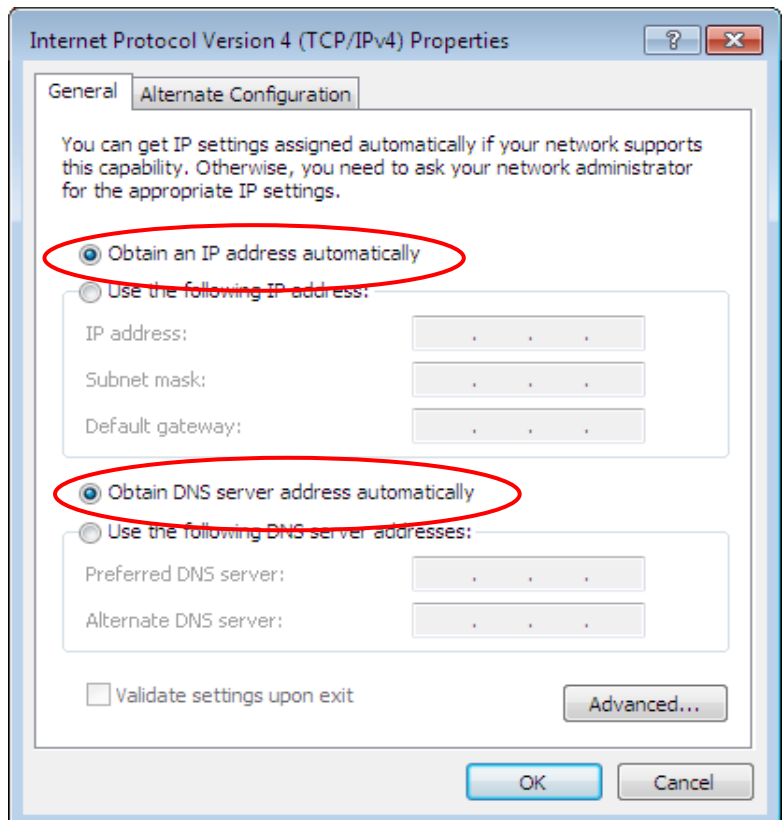 Internet Protocol Version 4 (TCP/IPv4) Properties
General
Alternate Configuration
You can get IP settings assigned automatically if your network supports
this capability. Otherwise, you need to ask your network administrator
for the appropriate IP settings.
Obtain an IP address automatically
Use the following IP address:
IP address:
. . .
Subnet mask:
. . .
Default gateway:
. . .
Obtain DNS server address automatically
Use the following DNS server addresses:
Preferred DNS server:
. . .
Alternate DNS server:
. . .
Validate settings upon exit
Advanced...
OK
Cancel